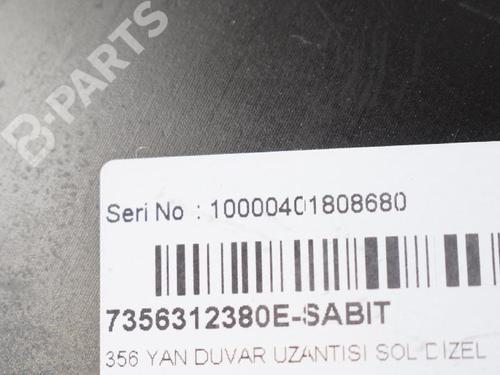 B-PARTS
Seri No : 10000401808680
7356312380E-SABIT
356 YAN DUVAR UZANTISI SOL DIZEL